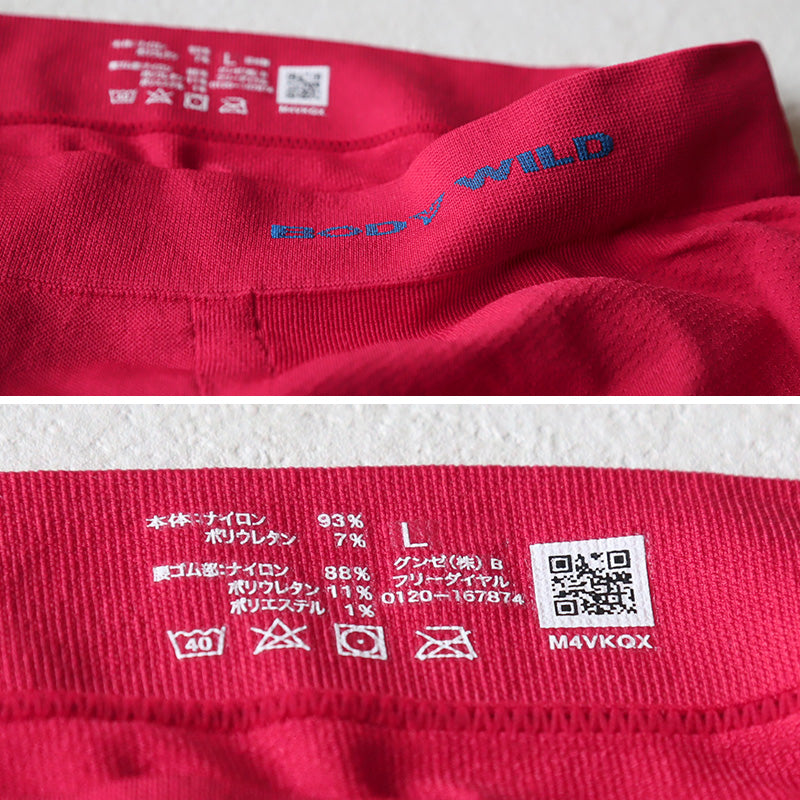 L
M4VKQX
BODY WILD
本体:ナイロン 93%
ポリウレタン 7%
腰ゴム部:ナイロン 88%
ポリウレタン 11%
ポリエステル 1%
L
グンゼ(株) B
フリーダイヤル
0120-167874
40
M4VKQX